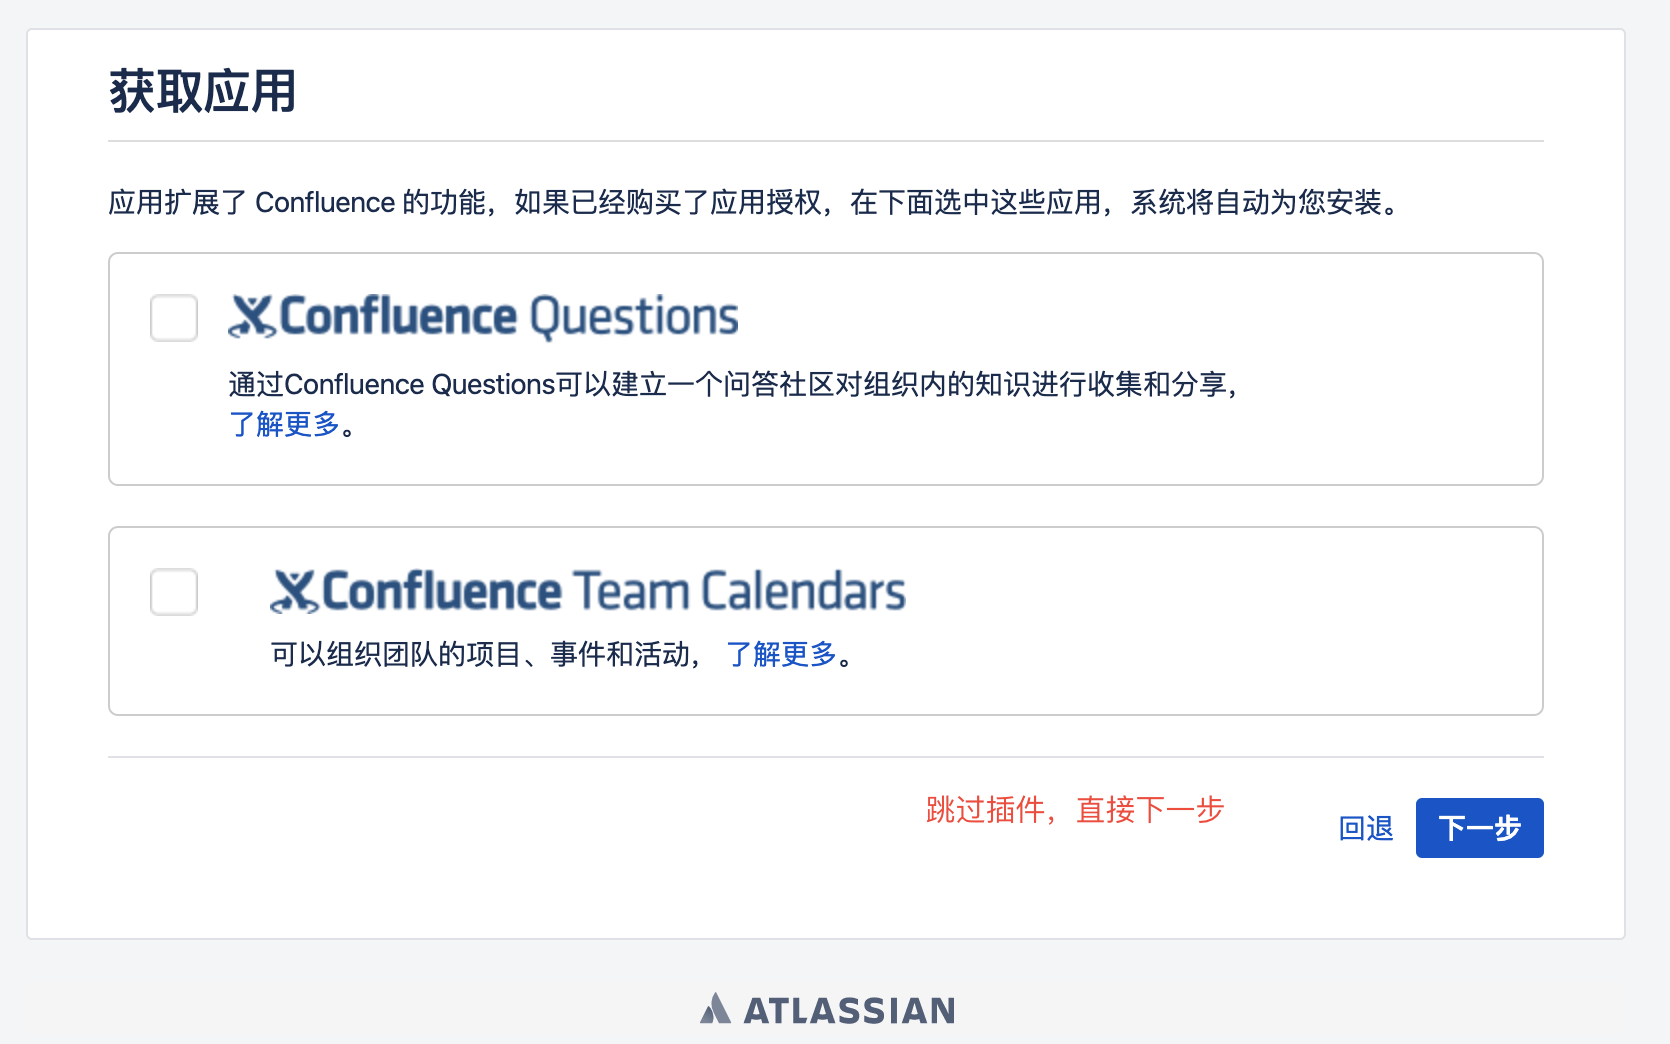 获取应用
应用扩展了 Confluence 的功能，如果已经购买了应用授权，在下面选中这些应用，系统将自动为您安装。
Confluence Questions
通过Confluence Questions可以建立一个问答社区对组织内的知识进行收集和分享，
了解更多。
Confluence Team Calendars
可以组织团队的项目、事件和活动， 了解更多。
跳过插件，直接下一步
回退 下一步
ATLASSIAN